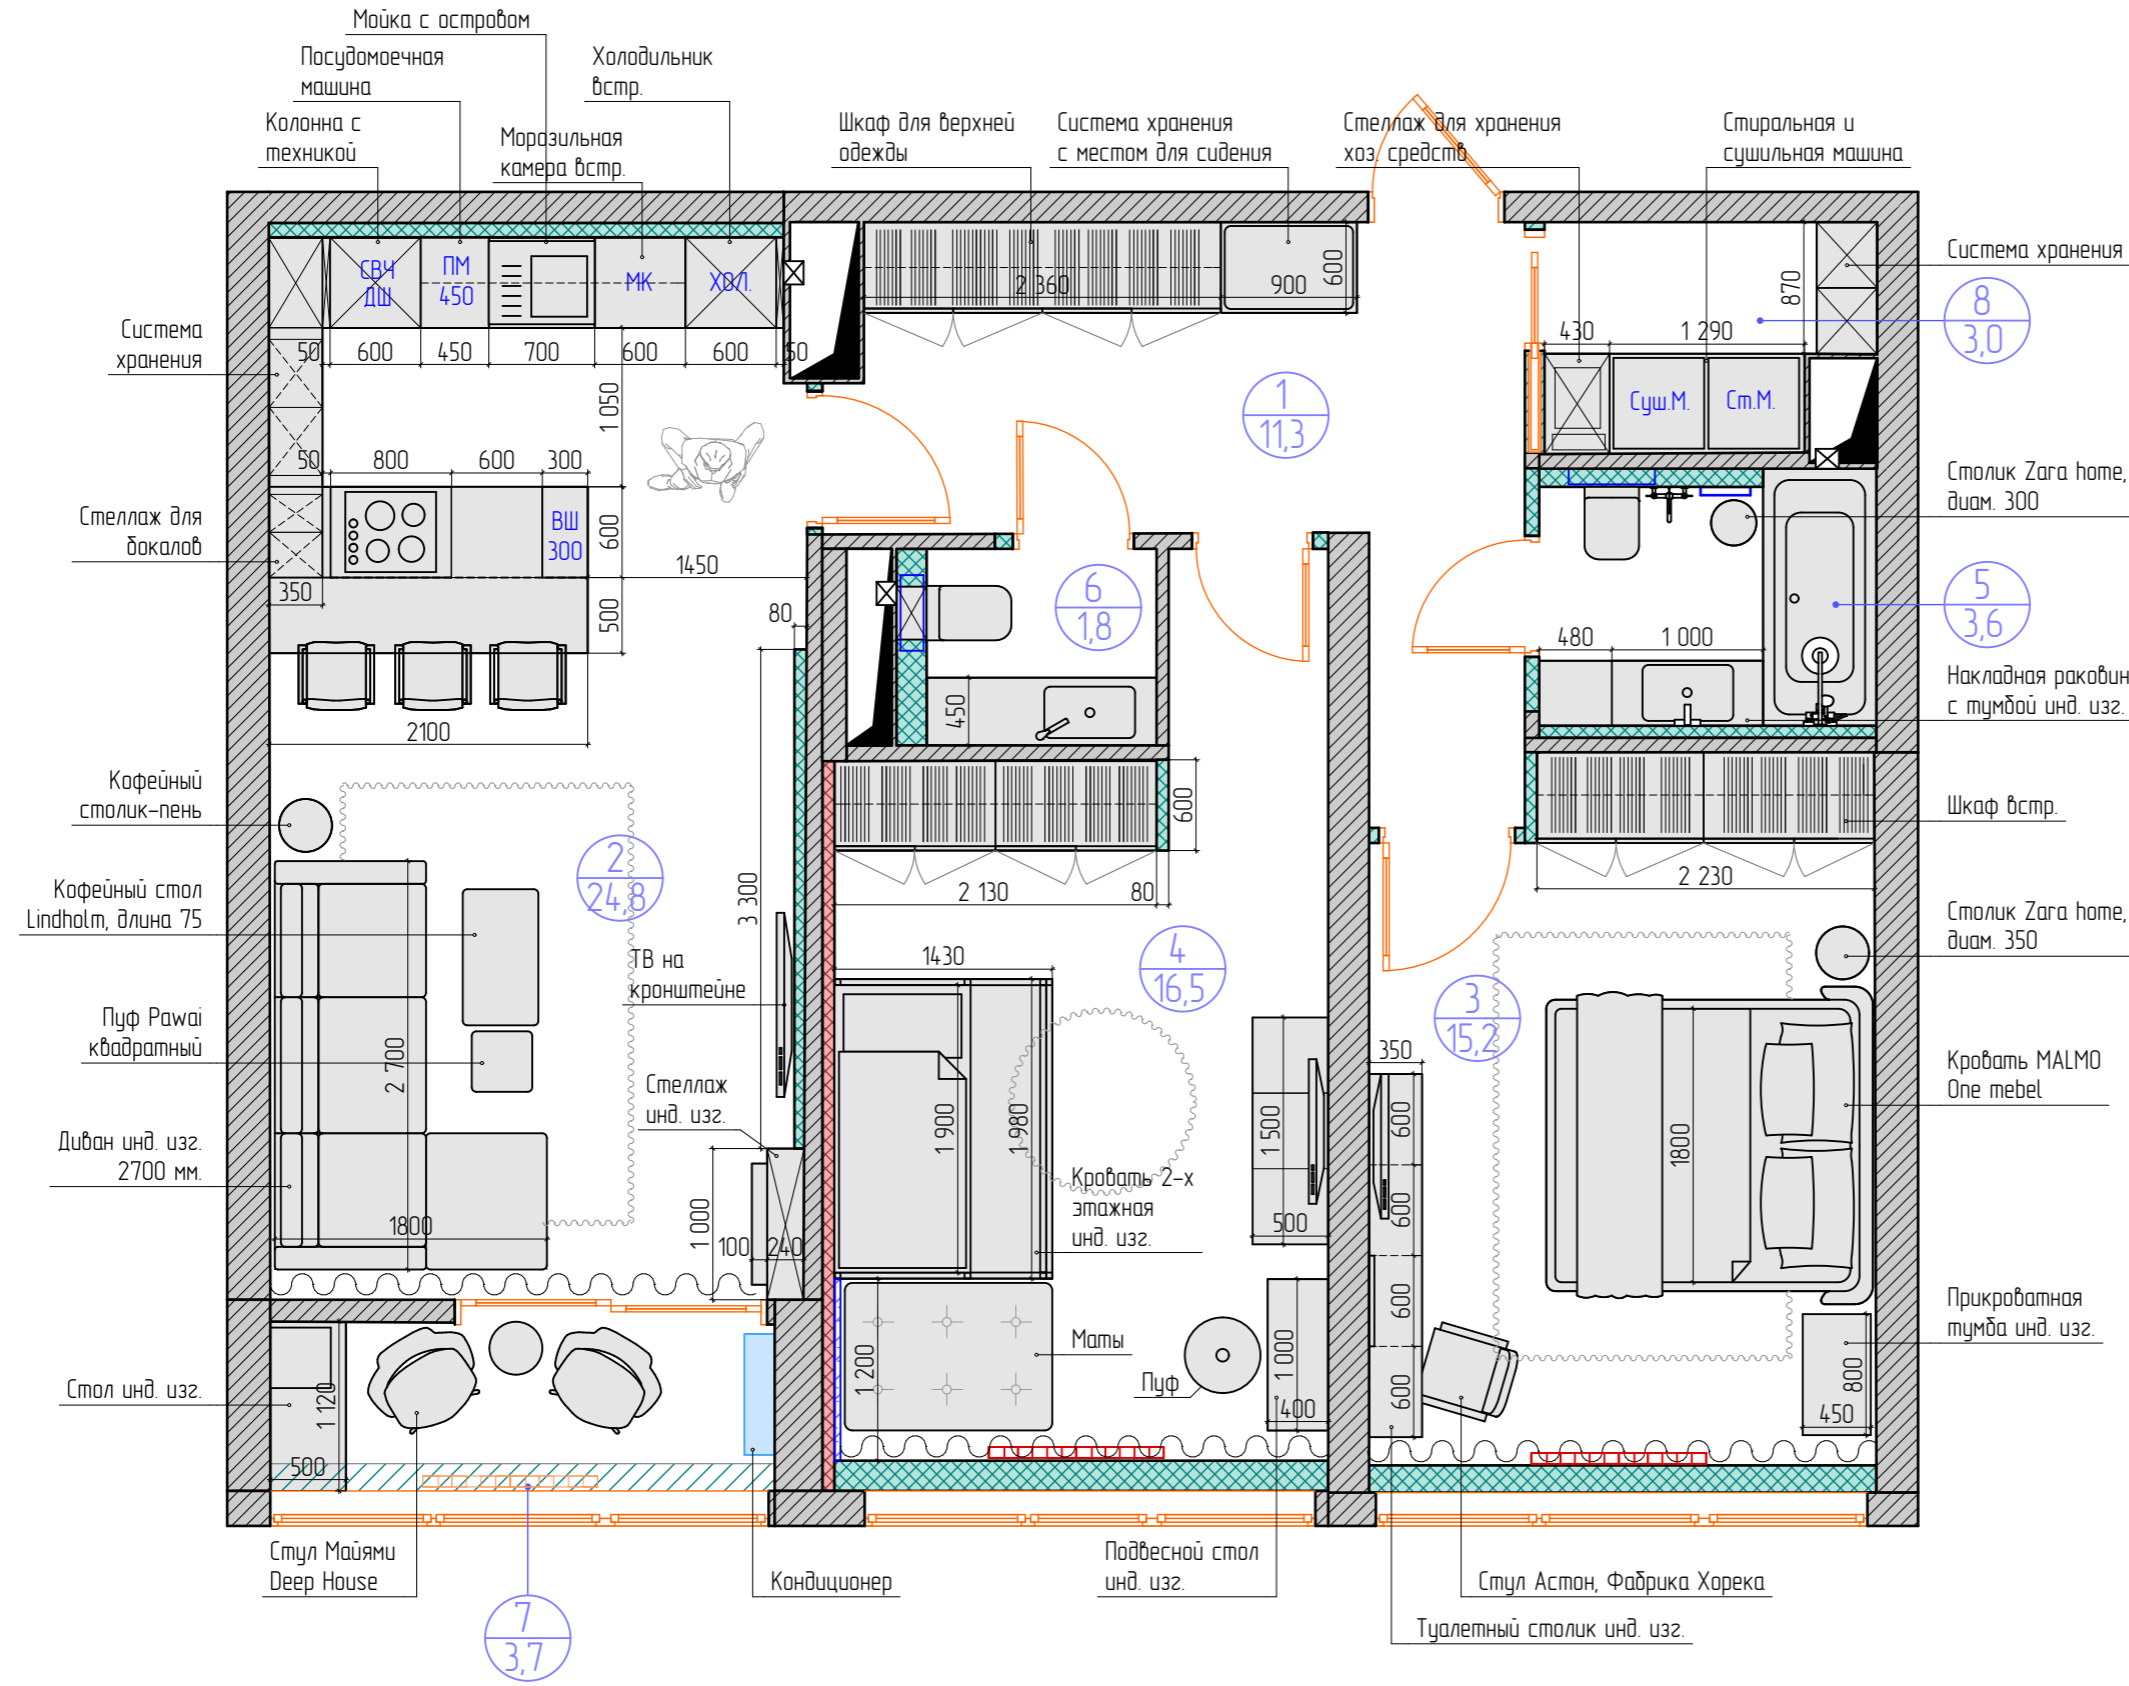 Мойка с островом
Посудомоечная
машина
Холодильник
встр.
Колонна с
техникой
Морозильная
камера встр.
Шкаф для верхней
одежды
Система хранения
с местом для сидения
Стеллаж для хранения
хоз. средств
Стиральная и
сушильная машина
Система хранения
СВЧ
ДШ
ПМ
450
МК
ХОЛ.
2 360
900
600
870
8
3,0
Система
хранения
50
600
450
700
600
600
50
430
1 290
1 050
1
11,3
Суш.М.
Ст.М.
50
800
600
300
Столик Zara home,
диам. 300
Стеллаж для
бокалов
ВШ
300
600
1450
350
500
80
6
1,8
5
3,6
480
1 000
Накладная раковин
с тумбой инд. изг.
450
2100
Кофейный
столик-пень
600
Шкаф встр.
2
24,8
2 130
80
2 230
3 300
Кофейный стол
Lindholm, длина 75
Столик Zara home,
диам. 350
ТВ на
кронштейне
1430
4
16,5
3
15,2
Пуф Pawai
квадратный
2 700
350
Кровать MALMO
One mebel
Стеллаж
инд. изг.
1 900
1 980
1 500
600
1800
Диван инд. изг.
2700 мм.
Кровать 2-х
этажная
инд. изг.
1800
1 000
100
240
500
600
600
600
Прикроватная
тумба инд. изг.
Маты
1 200
Пуф
1 000
400
800
450
Стол инд. изг.
1 120
500
Стул Майями
Deep House
Кондиционер
Подвесной стол
инд. изг.
Стул Астон, Фабрика Хорека
7
3,7
Туалетный столик инд. изг.